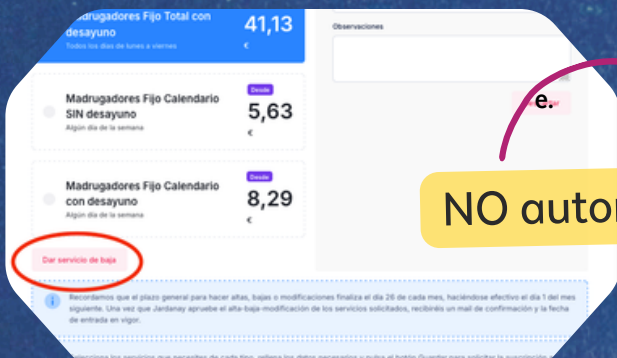 Madrugadores Fijo Total con
desayuno
Todos los días de lunes a viernes
41,13
€
Madrugadores Fijo Calendario
SIN desayuno
Algún día de la semana
Desde
5,63
€
Madrugadores Fijo Calendario
con desayuno
Algún día de la semana
Desde
8,29
€
Dar servicio de baja
Observaciones
e.
NO autor
Recordamos que el plazo general para hacer altas, bajas o modificaciones finaliza el día 26 de cada mes, haciéndose efectivo el día 1 del mes
siguiente. Una vez que Jardanay apruebe el alta-baja-modificación de los servicios solicitados, recibiréis un mail de confirmación y la fecha
de entrada en vigor.